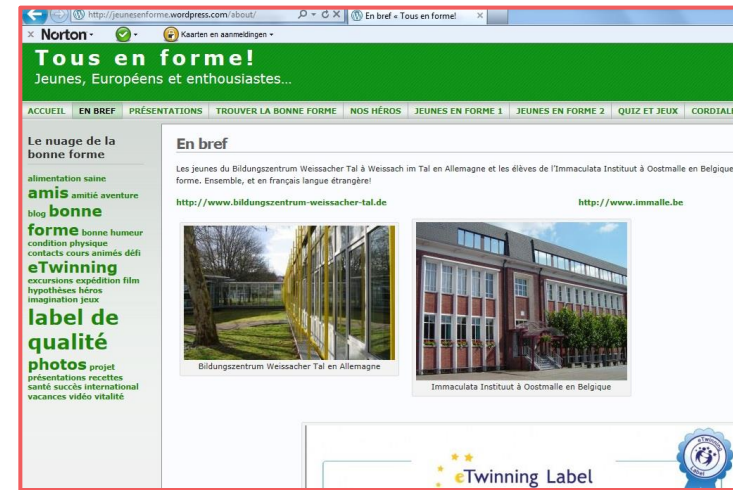 http://jeunesenforme.wordpress.com/about/
En bref « Tous en forme!
Norton
Kaarten en aanmeldingen
Tous en forme!
Jeunes, Européens et enthousiastes...
ACCUEIL EN BREF PRÉSENTATIONS TROUVER LA BONNE FORME NOS HÉROS JEUNES EN FORME 1 JEUNES EN FORME 2 QUIZ ET JEUX CORDIAL
Le nuage de la
bonne forme
alimentation saine
amis amitié aventure
blog bonne
forme bonne humeur
condition physique
contacts cours animés défi
eTwinning
excursions expédition film
hypothèses héros
imagination jeux
label de
qualité
photos projet
présentations recettes
santé succès international
vacances vidéo vitalité
En bref
Les jeunes du Bildungszentrum Weissacher Tal à Weissach im Tal en Allemagne et les élèves de l'Immaculata Instituut à Oostmalle en Belgique
forme. Ensemble, et en français langue étrangère!
http://www.bildungszentrum-weissacher-tal.de http://www.immalle.be
Bildungszentrum Weissacher Tal en Allemagne
Immaculata Instituut à Oostmalle en Belgique
eTwinning Label
eTwinning
Label